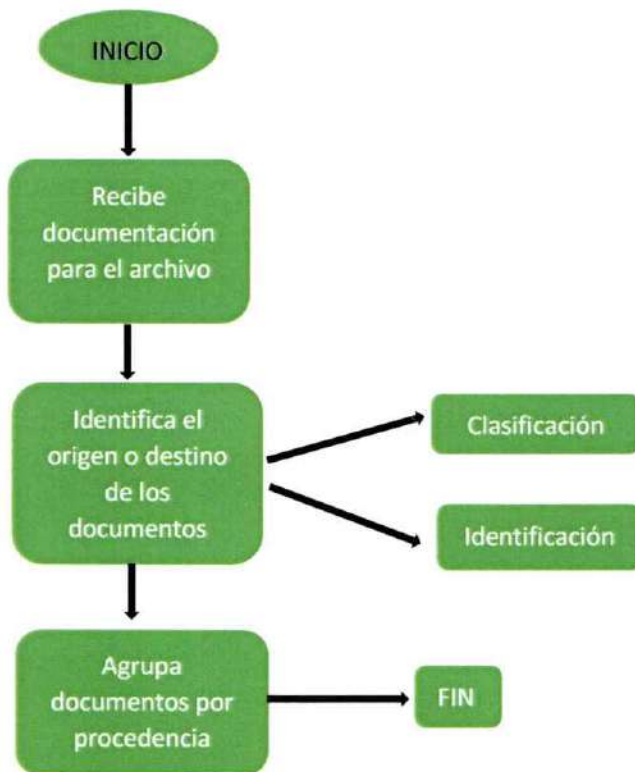 INICIO
Recibe
documentación
para el archivo
Identifica el
origen o destino
de los
documentos
Clasificación
Identificación
Agrupa
documentos por
procedencia
FIN